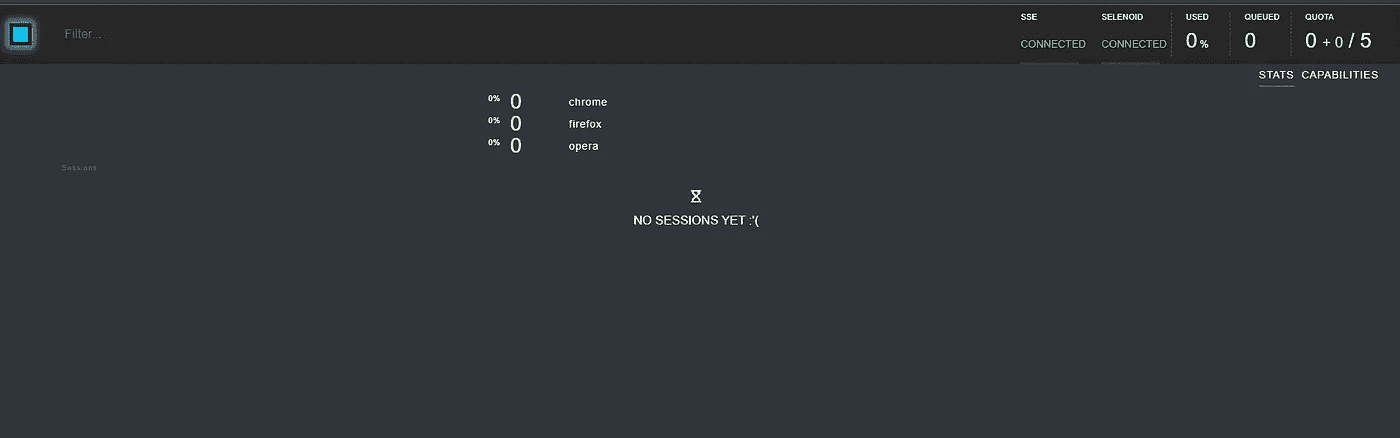 Filter...
SSE
CONNECTED
SELENOID
CONNECTED
USED
0 %
QUEUED
0
QUOTA
0 + 0 / 5
STATS CAPABILITIES
0% 0 chrome
0% 0 firefox
0% 0 opera
Sessions
NO SESSIONS YET :'(